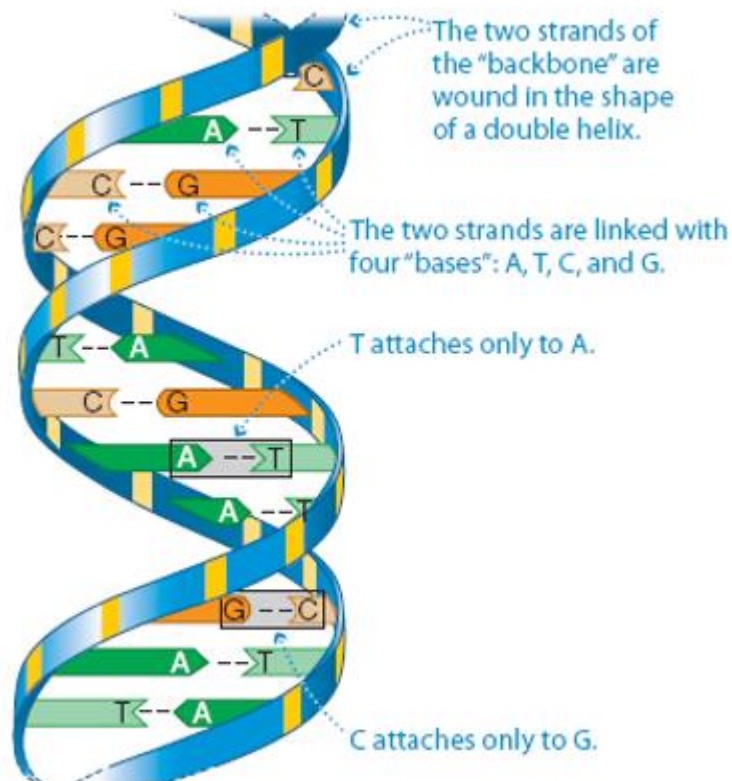 The two strands of
the “backbone” are
wound in the shape
of a double helix.
C
A T
C G
C G
The two strands are linked with
four “bases”: A, T, C, and G.
T A
T attaches only to A.
C G
A T
A T
G C
A T
T A
C attaches only to G.